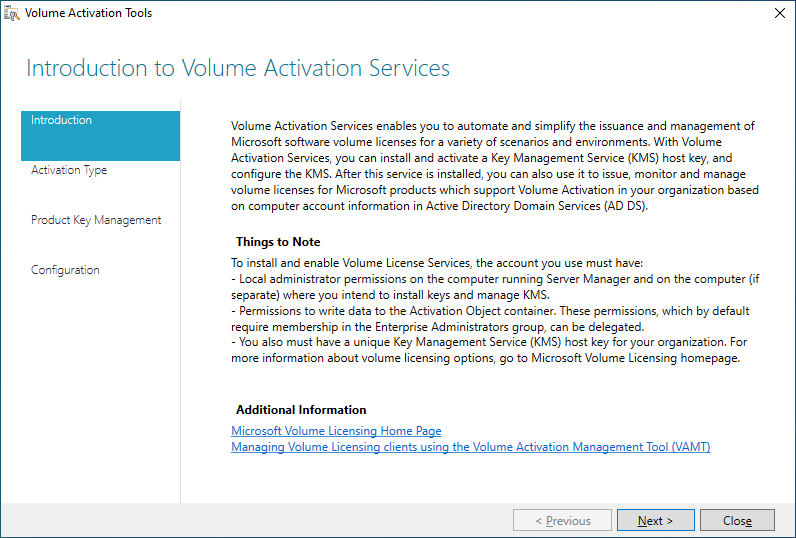 Volume Activation Tools
Introduction to Volume Activation Services
Introduction
Activation Type
Product Key Management
Configuration
Volume Activation Services enables you to automate and simplify the issuance and management of
Microsoft software volume licenses for a variety of scenarios and environments. With Volume
Activation Services, you can install and activate a Key Management Service (KMS) host key, and
configure the KMS. After this service is installed, you can also use it to issue, monitor and manage
volume licenses for Microsoft products which support Volume Activation in your organization based
on computer account information in Active Directory Domain Services (AD DS).
Things to Note
To install and enable Volume License Services, the account you use must have:
- Local administrator permissions on the computer running Server Manager and on the computer (if
separate) where you intend to install keys and manage KMS.
- Permissions to write data to the Activation Object container. These permissions, which by default
require membership in the Enterprise Administrators group, can be delegated.
- You also must have a unique Key Management Service (KMS) host key for your organization. For
more information about volume licensing options, go to Microsoft Volume Licensing homepage.
Additional Information
Microsoft Volume Licensing Home Page
Managing Volume Licensing clients using the Volume Activation Management Tool (VAMT)
< Previous
Next >
Close